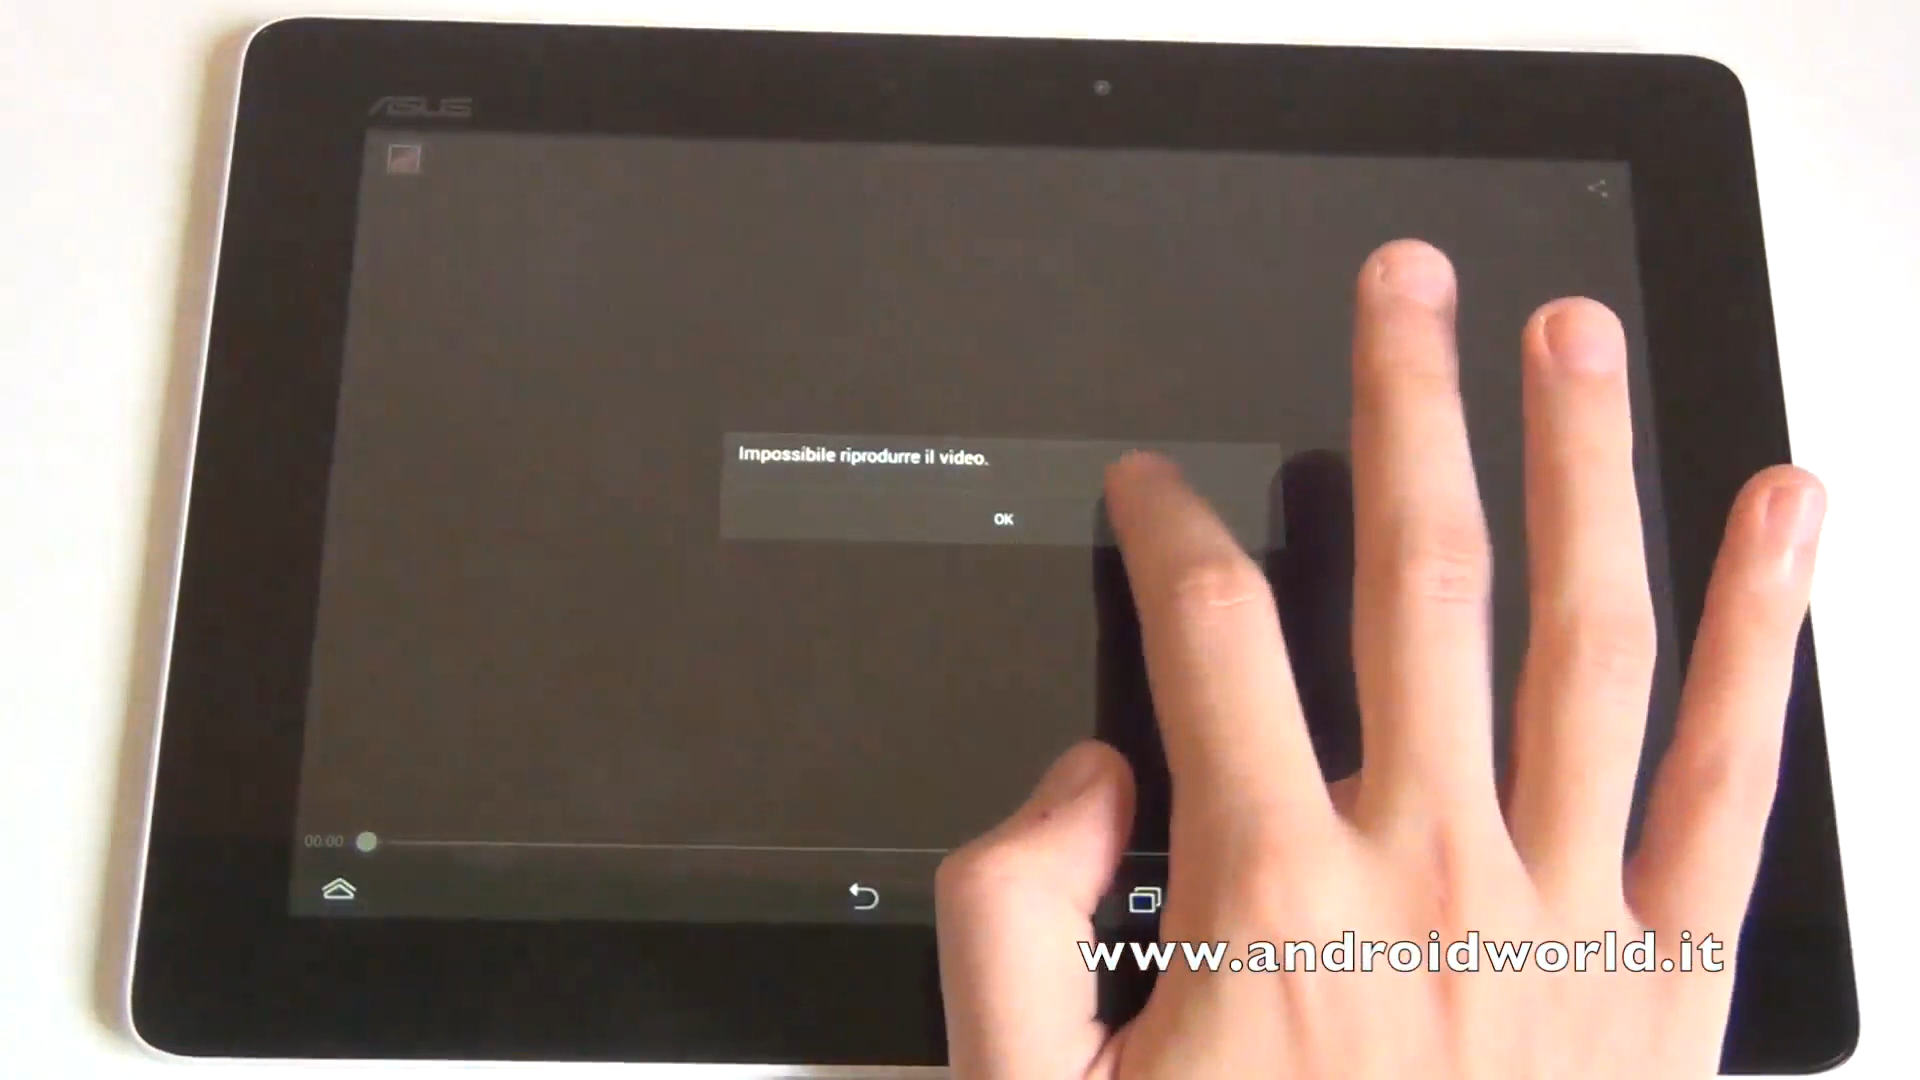 ASUS
Impossibile riprodurre il video.
OK
00:00
www.androidworld.it